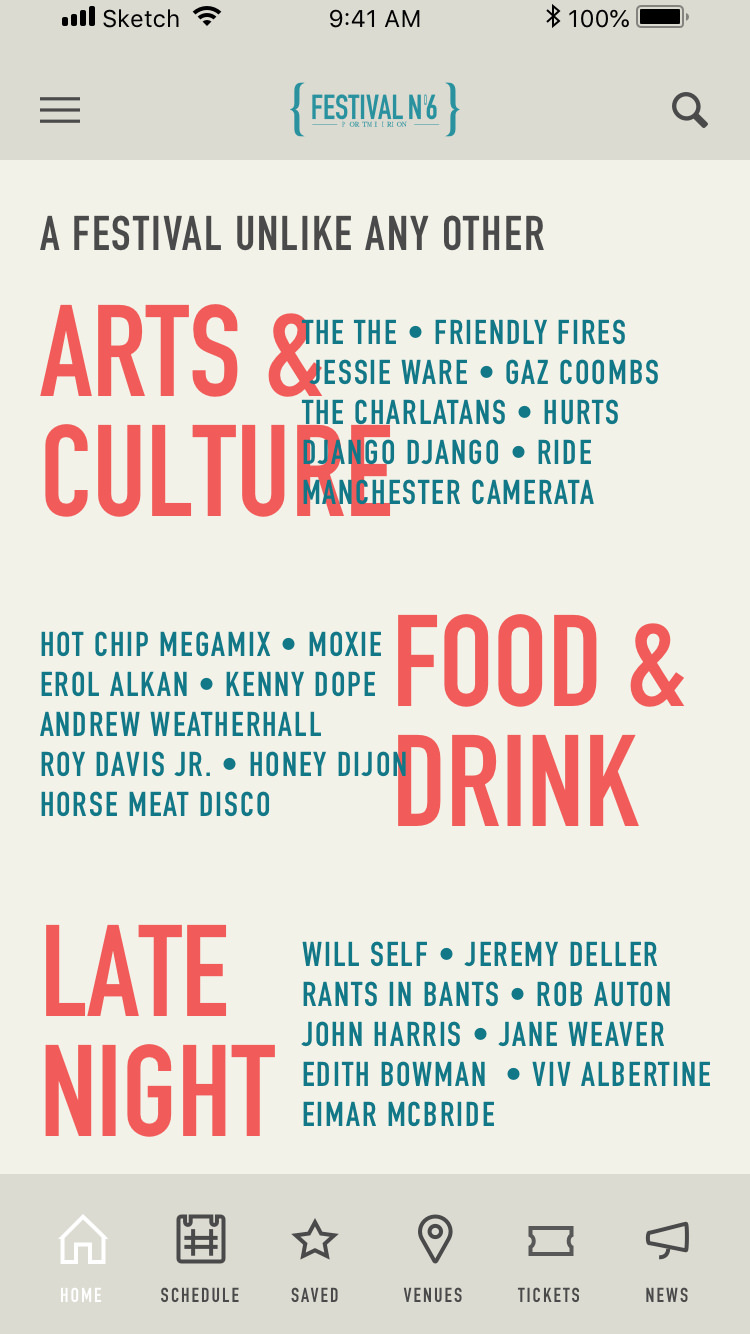 Sketch 9:41 AM 100%
{ FESTIVAL Nº6 }
A FESTIVAL UNLIKE ANY OTHER
ARTS &
CULTURE
THE THE • FRIENDLY FIRES
JESSIE WARE • GAZ COOMBS
THE CHARLATANS • HURTS
DJANGO DJANGO • RIDE
MANCHESTER CAMERATA
HOT CHIP MEGAMIX • MOXIE
EROL ALKAN • KENNY DOPE
ANDREW WEATHERHALL
ROY DAVIS JR. • HONEY DIJON
HORSE MEAT DISCO
FOOD &
DRINK
LATE
NIGHT
WILL SELF • JEREMY DELLER
RANTS IN BANTS • ROB AUTON
JOHN HARRIS • JANE WEAVER
EDITH BOWMAN • VIV ALBERTINE
EIMAR MCBRIDE
HOME SCHEDULE SAVED VENUES TICKETS NEWS